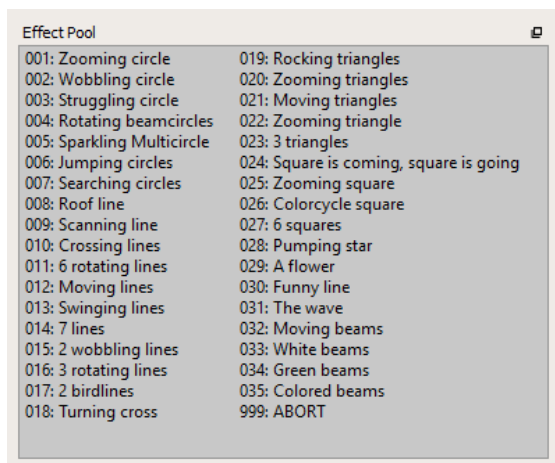 Effect Pool
001: Zooming circle
002: Wobbling circle
003: Struggling circle
004: Rotating beamcircles
005: Sparkling Multicircle
006: Jumping circles
007: Searching circles
008: Roof line
009: Scanning line
010: Crossing lines
011: 6 rotating lines
012: Moving lines
013: Swinging lines
014: 7 lines
015: 2 wobbling lines
016: 3 rotating lines
017: 2 birdlines
018: Turning cross
019: Rocking triangles
020: Zooming triangles
021: Moving triangles
022: Zooming triangle
023: 3 triangles
024: Square is coming, square is going
025: Zooming square
026: Colorcycle square
027: 6 squares
028: Pumping star
029: A flower
030: Funny line
031: The wave
032: Moving beams
033: White beams
034: Green beams
035: Colored beams
999: ABORT